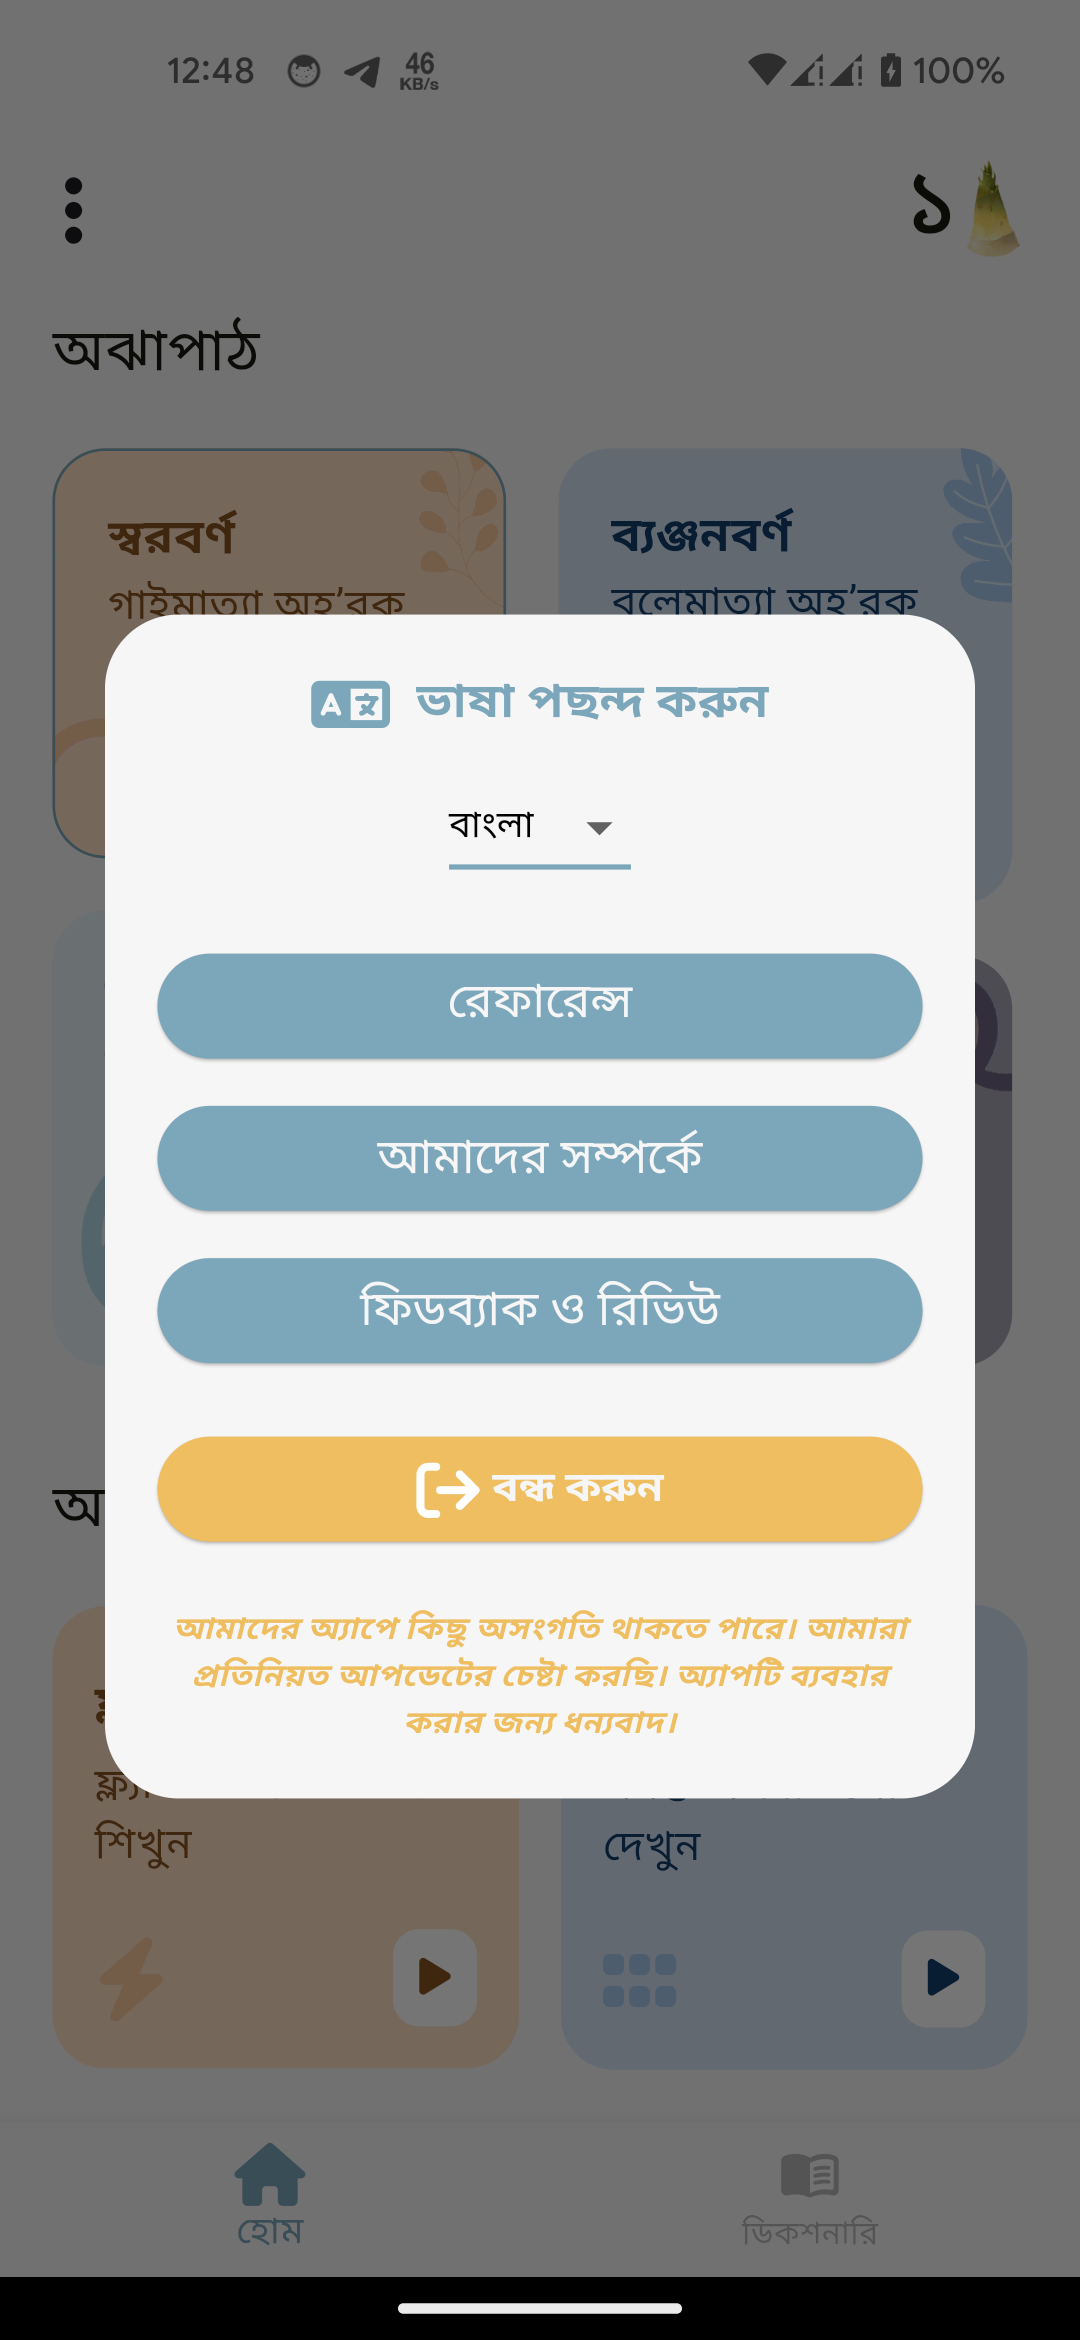 12:48
46
KB/s
100%
১
অঝাপাঠ
স্বরবর্ণ
ব্যঞ্জনবর্ণ
গাইমাত্যা অহ’রক
বলেমাত্যা অহ’রক
ভাষা পছন্দ করুন
বাংলা
রেফারেন্স
আমাদের সম্পর্কে
ফিডব্যাক ও রিভিউ
বন্ধ করুন
আমাদের অ্যাপে কিছু অসংগতি থাকতে পারে। আমারা
প্রতিনিয়ত আপডেটের চেষ্টা করছি। অ্যাপটি ব্যবহার
করার জন্য ধন্যবাদ।
শিখুন
দেখুন
হোম
ডিকশনারি